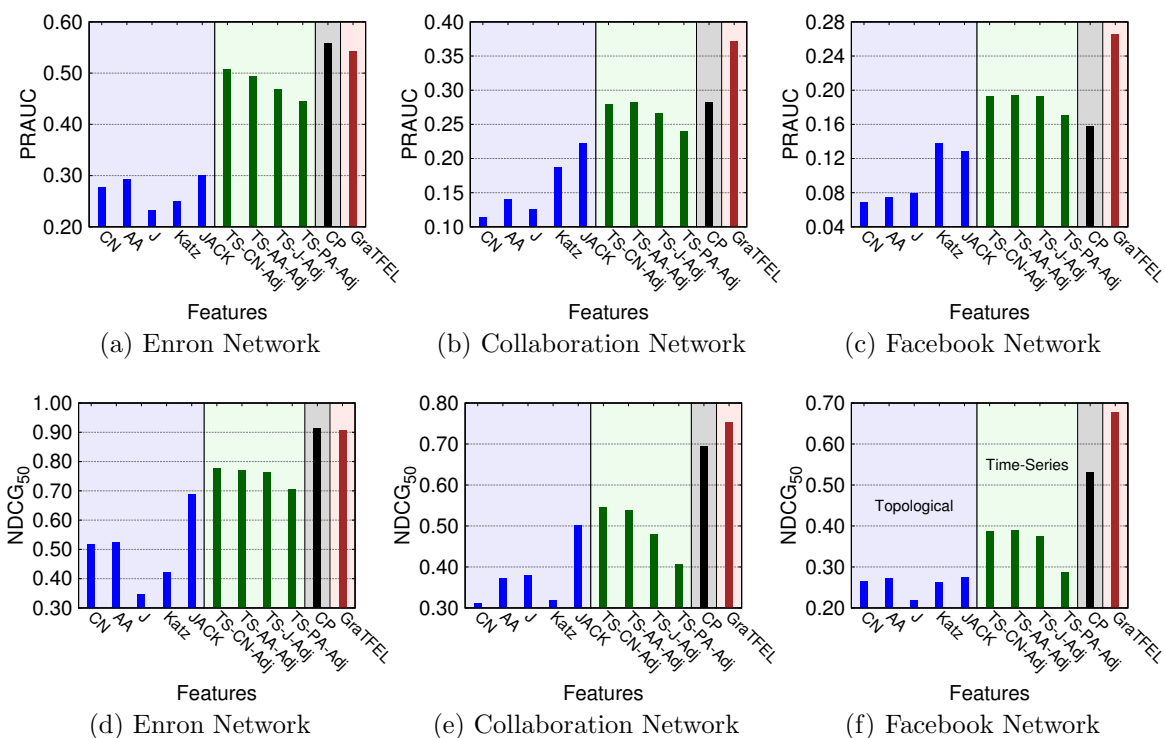 PRAUC
0.60
0.50
0.40
0.30
0.20
CN
AA
J
Katz
JACK
TS-CN-Adj
TS-AA-Adj
TS-J-Adj
TS-PA-Adj
CP
GraTFEL
Features
(a) Enron Network
PRAUC
0.40
0.35
0.30
0.25
0.20
0.15
0.10
CN
AA
J
Katz
JACK
TS-CN-Adj
TS-AA-Adj
TS-J-Adj
TS-PA-Adj
CP
GraTFEL
Features
(b) Collaboration Network
PRAUC
0.28
0.24
0.20
0.16
0.12
0.08
0.04
CN
AA
J
Katz
JACK
TS-CN-Adj
TS-AA-Adj
TS-J-Adj
TS-PA-Adj
CP
GraTFEL
Features
(c) Facebook Network
NDCG50
1.00
0.90
0.80
0.70
0.60
0.50
0.40
0.30
CN
AA
J
Katz
JACK
TS-CN-Adj
TS-AA-Adj
TS-J-Adj
TS-PA-Adj
CP
GraTFEL
Features
(d) Enron Network
NDCG50
0.80
0.70
0.60
0.50
0.40
0.30
CN
AA
J
Katz
JACK
TS-CN-Adj
TS-AA-Adj
TS-J-Adj
TS-PA-Adj
CP
GraTFEL
Features
(e) Collaboration Network
NDCG50
0.70
0.60
0.50
0.40
0.30
0.20
Time-Series
Topological
CN
AA
J
Katz
JACK
TS-CN-Adj
TS-AA-Adj
TS-J-Adj
TS-PA-Adj
CP
GraTFEL
Features
(f) Facebook Network